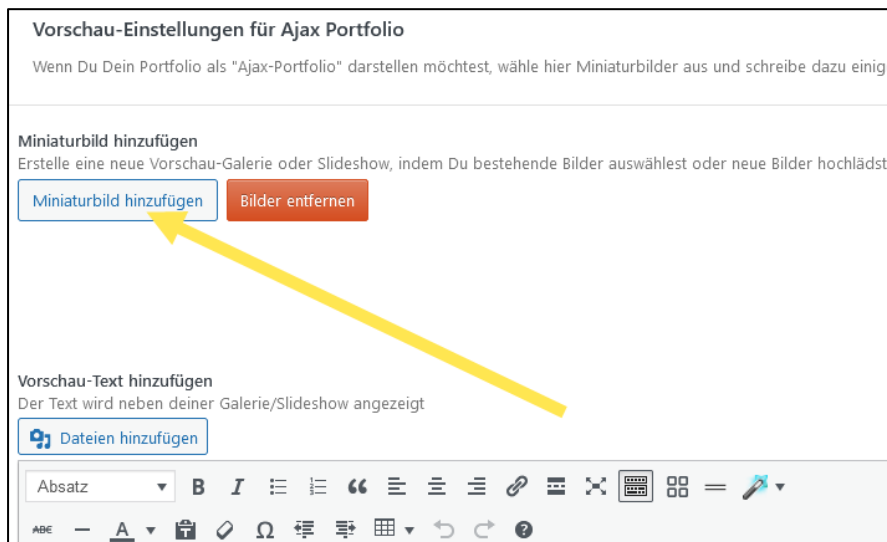 Vorschau-Einstellungen für Ajax Portfolio
Wenn Du Dein Portfolio als "Ajax-Portfolio" darstellen möchtest, wähle hier Miniaturbilder aus und schreibe dazu einig
Miniaturbild hinzufügen
Erstelle eine neue Vorschau-Galerie oder Slideshow, indem Du bestehende Bilder auswählest oder neue Bilder hochlädst
Miniaturbild hinzufügen Bilder entfernen
Vorschau-Text hinzufügen
Der Text wird neben deiner Galerie/Slideshow angezeigt
Dateien hinzufügen
Absatz B I
ABC A T Ω